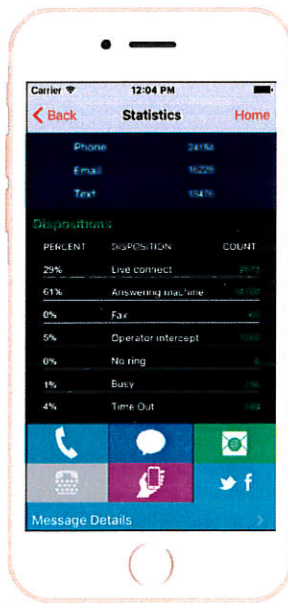 Carrier 12:04 PM
Back Statistics Home
Phone 24184
Email
Text
Dispositions
PERCENT DISPOSITION COUNT
29% Live connect
61% Answering machine
0% Fax
5% Operator intercept
0% No ring
1% Busy
4% Time Out
f
Message Details